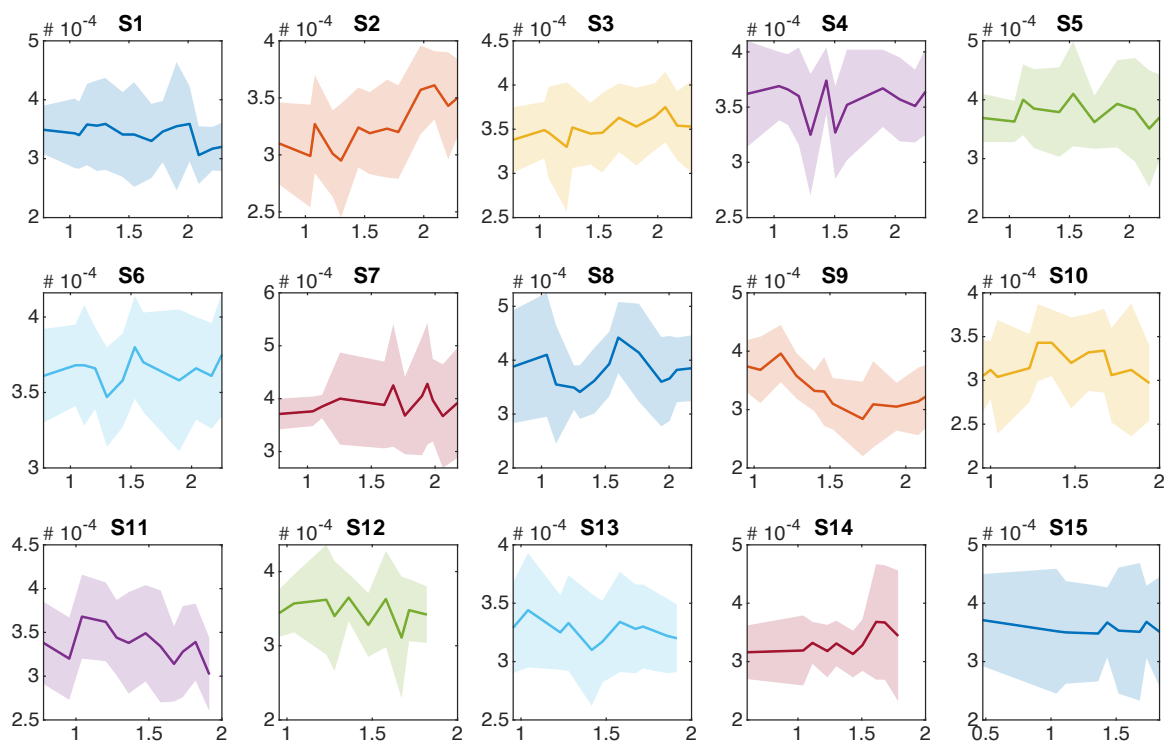 # 10-4 S1 # 10-4 S2 # 10-4 S3 # 10-4 S4 # 10-4 S5
5 4 4.5 4 5
4 3.5 4 3.5 4
3 3 3.5 3 3
2 2.5 3 2.5 2
2.5
1 1.5 2 1 1.5 2 1 1.5 2 1 1.5 2 1 1.5 2
# 10-4 S6 # 10-4 S7 # 10-4 S8 # 10-4 S9 # 10-4 S10
4 6 5 5 4
3.5 5 4 4 3.5
3 4 3 3 3
3 2 2 2.5
2
1 1.5 2 1 1.5 2 1 1.5 2 1 1.5 2 1 1.5 2
# 10-4 S11 # 10-4 S12 # 10-4 S13 # 10-4 S14 # 10-4 S15
4.5 4 4 5 5
4 3 3.5 4 4
3.5 2 3 3 3
3 2.5 2 2
2.5
1 1.5 2 1 1.5 2 1 1.5 2 1 1.5 2 0.5 1 1.5